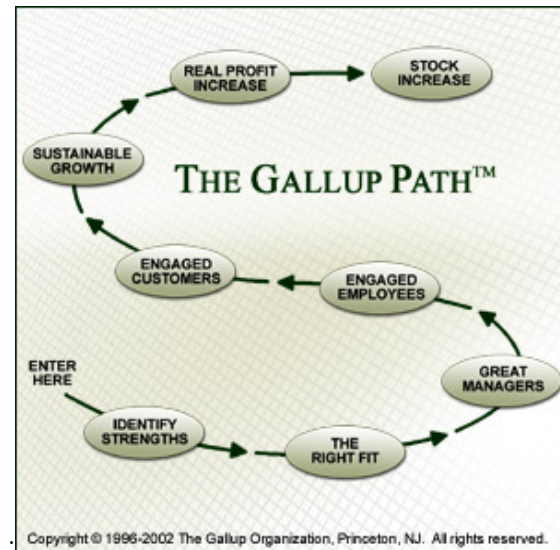 REAL PROFIT
INCREASE
STOCK
INCREASE
SUSTAINABLE
GROWTH
THE GALLUP PATH™
ENGAGED
CUSTOMERS
ENGAGED
EMPLOYEES
ENTER
HERE
GREAT
MANAGERS
IDENTIFY
STRENGTHS
THE
RIGHT FIT
. Copyright © 1996-2002 The Gallup Organization, Princeton, NJ. All rights reserved.